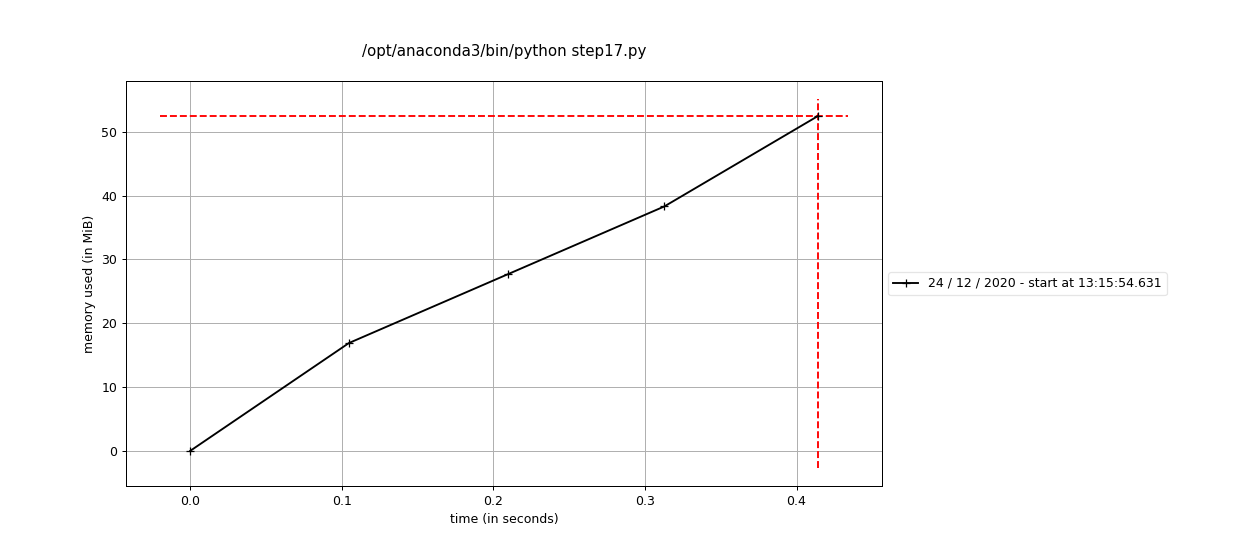 /opt/anaconda3/bin/python step17.py
50
40
30
20
10
0
memory used (in MiB)
0.0 0.1 0.2 0.3 0.4
time (in seconds)
24 / 12 / 2020 - start at 13:15:54.631